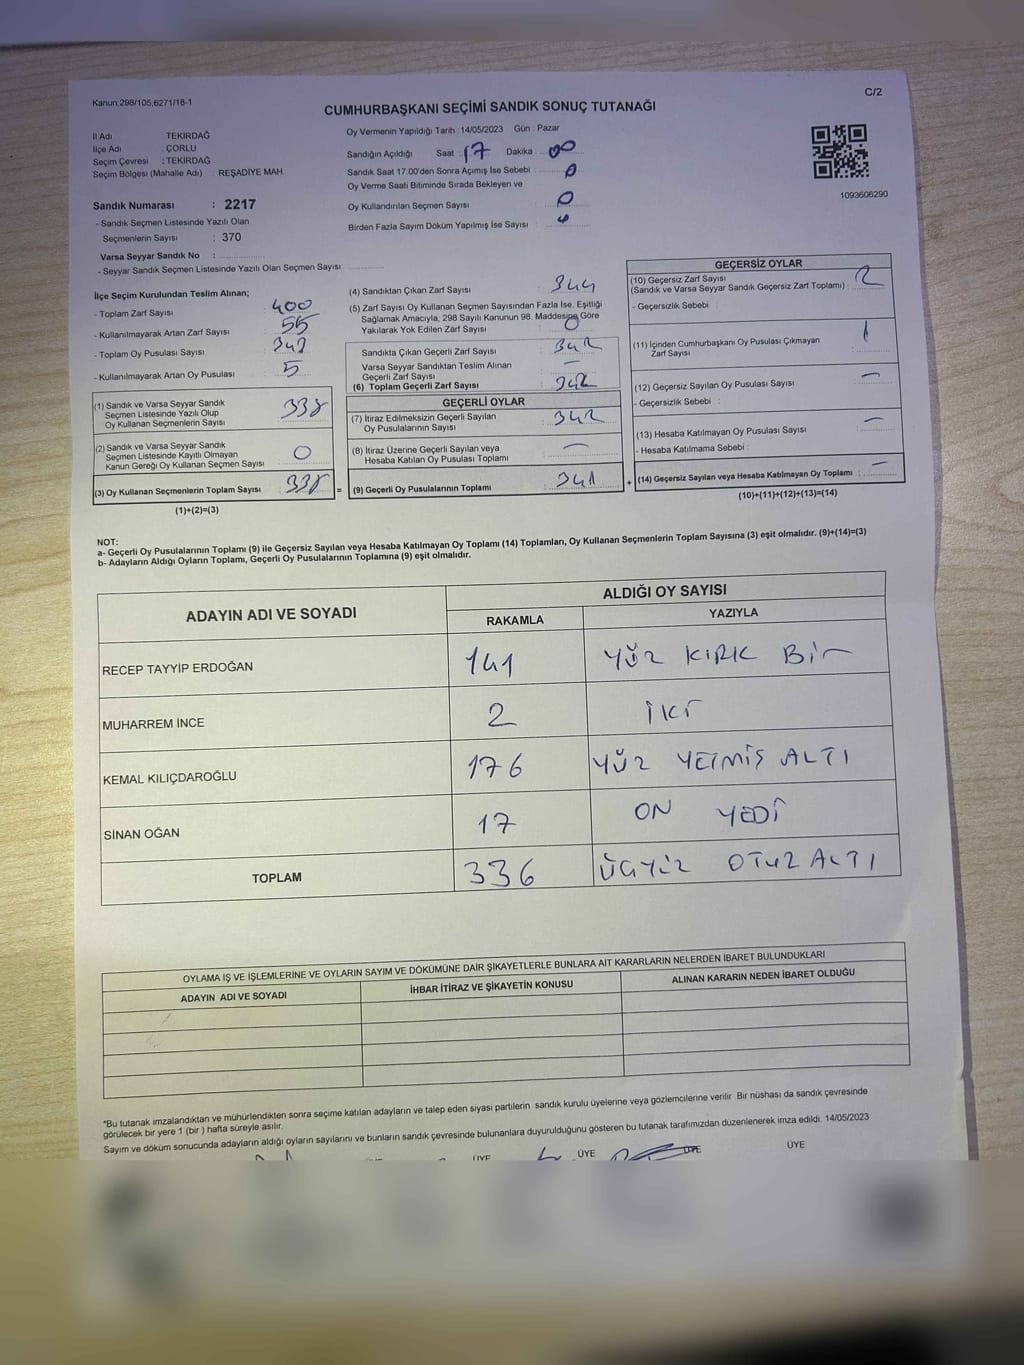 Kanun:298/105,6271/18-1
C/2
CUMHURBAŞKANI SEÇİMİ SANDIK SONUÇ TUTANAĞI
İl Adı TEKİRDAĞ
İlçe Adı : ÇORLU
Seçim Çevresi : TEKİRDAĞ
Seçim Bölgesi (Mahalle Adı) REŞADİYE MAH.
Sandık Numarası : 2217
- Sandık Seçmen Listesinde Yazılı Olan
Seçmenlerin Sayısı : 370
Varsa Seyyar Sandık No :
- Seyyar Sandık Seçmen Listesinde Yazılı Olan Seçmen Sayısı:
Oy Vermenin Yapıldığı Tarih : 14/05/2023 Gün : Pazar
Sandığın Açıldığı Saat : 17 Dakika : 00
Sandık Saat 17:00'den Sonra Açımış İse Sebebi : 0
Oy Verme Saati Bitiminde Sırada Bekleyen ve
Oy Kullandırılan Seçmen Sayısı : 0
Birden Fazla Sayım Döküm Yapılmış İse Sayısı :
1093606290
İlçe Seçim Kurulundan Teslim Alınan;
- Toplam Zarf Sayısı : 400
- Kullanılmayarak Artan Zarf Sayısı : 55
- Toplam Oy Pusulası Sayısı :
- Kullanılmayarak Artan Oy Pusulası : 5
(1) Sandık ve Varsa Seyyar Sandık
Seçmen Listesinde Yazılı Olup
Oy Kullanan Seçmenlerin Sayısı : 338
(2) Sandık ve Varsa Seyyar Sandık
Seçmen Listesinde Kayıtlı Olmayan
Kanun Gereği Oy Kullanan Seçmen Sayısı : 0
(3) Oy Kullanan Seçmenlerin Toplam Sayısı : 338
(1)+(2)=(3)
(4) Sandıktan Çıkan Zarf Sayısı : 344
(5) Zarf Sayısı Oy Kullanan Seçmen Sayısından Fazla İse, Eşitliği
Sağlamak Amacıyla, 298 Sayılı Kanunun 98. Maddesine Göre
Yakılarak Yok Edilen Zarf Sayısı : 0
Sandıkta Çıkan Geçerli Zarf Sayısı : 342
Varsa Seyyar Sandıktan Teslim Alınan
Geçerli Zarf Sayısı : —
(6) Toplam Geçerli Zarf Sayısı : 342
GEÇERLİ OYLAR
(7) İtiraz Edilmeksizin Geçerli Sayılan
Oy Pusulalarının Sayısı : 342
(8) İtiraz Üzerine Geçerli Sayılan veya
Hesaba Katılan Oy Pusulası Toplamı : —
= (9) Geçerli Oy Pusulalarının Toplamı : 341
GEÇERSİZ OYLAR
(10) Geçersiz Zarf Sayısı
(Sandık ve Varsa Seyyar Sandık Geçersiz Zarf Toplamı) : 2
- Geçersizlik Sebebi :
(11) İçinden Cumhurbaşkanı Oy Pusulası Çıkmayan
Zarf Sayısı : 1
(12) Geçersiz Sayılan Oy Pusulası Sayısı : —
- Geçersizlik Sebebi :
(13) Hesaba Katılmayan Oy Pusulası Sayısı : —
- Hesaba Katılmama Sebebi :
+ (14) Geçersiz Sayılan veya Hesaba Katılmayan Oy Toplamı : —
(10)+(11)+(12)+(13)=(14)
NOT:
a- Geçerli Oy Pusulalarının Toplamı (9) ile Geçersiz Sayılan veya Hesaba Katılmayan Oy Toplamı (14) Toplamları, Oy Kullanan Seçmenlerin Toplam Sayısına (3) eşit olmalıdır. (9)+(14)=(3)
b- Adayların Aldığı Oyların Toplamı, Geçerli Oy Pusulalarının Toplamına (9) eşit olmalıdır.
ADAYIN ADI VE SOYADI ALDIĞI OY SAYISI
RAKAMLA YAZIYLA
RECEP TAYYİP ERDOĞAN 141 YÜZ KIRK BİR
MUHARREM İNCE 2 İKİ
KEMAL KILIÇDAROĞLU 176 YÜZ YETMİŞ ALTI
SİNAN OĞAN 17 ON YEDİ
TOPLAM 336 ÜÇYÜZ OTUZ ALTI
OYLAMA İŞ VE İŞLEMLERİNE VE OYLARIN SAYIM VE DÖKÜMÜNE DAİR ŞİKAYETLERLE BUNLARA AİT KARARLARIN NELERDEN İBARET BULUNDUKLARI
ADAYIN ADI VE SOYADI İHBAR İTİRAZ VE ŞİKAYETİN KONUSU ALINAN KARARIN NEDEN İBARET OLDUĞU
*Bu tutanak imzalandıktan ve mühürlendikten sonra seçime katılan adayların ve talep eden siyasi partilerin sandık kurulu üyelerine veya gözlemcilerine verilir. Bir nüshası da sandık çevresinde
görülecek bir yere 1 (bir ) hafta süreyle asılır.
Sayım ve döküm sonucunda adayların aldığı oyların sayılarını ve bunların sandık çevresinde bulunanlara duyurulduğunu gösteren bu tutanak tarafımızdan düzenlenerek imza edildi. 14/05/2023
ÜYE ÜYE ÜYE ÜYE